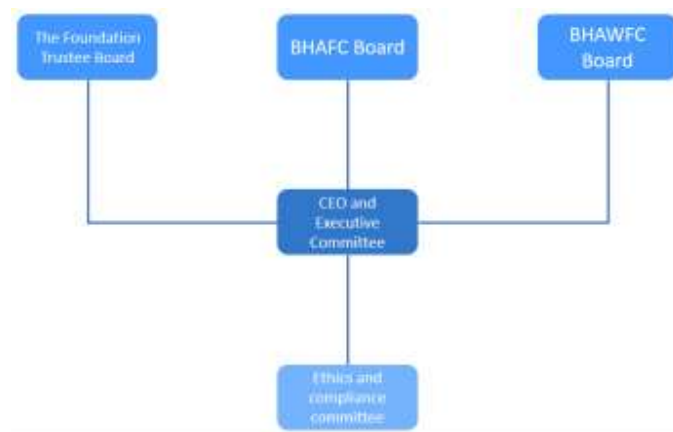 The Foundation
Trustee Board
BHAFC Board
BHAWFC
Board
CEO and
Executive
Committee
Ethics and
compliance
committee